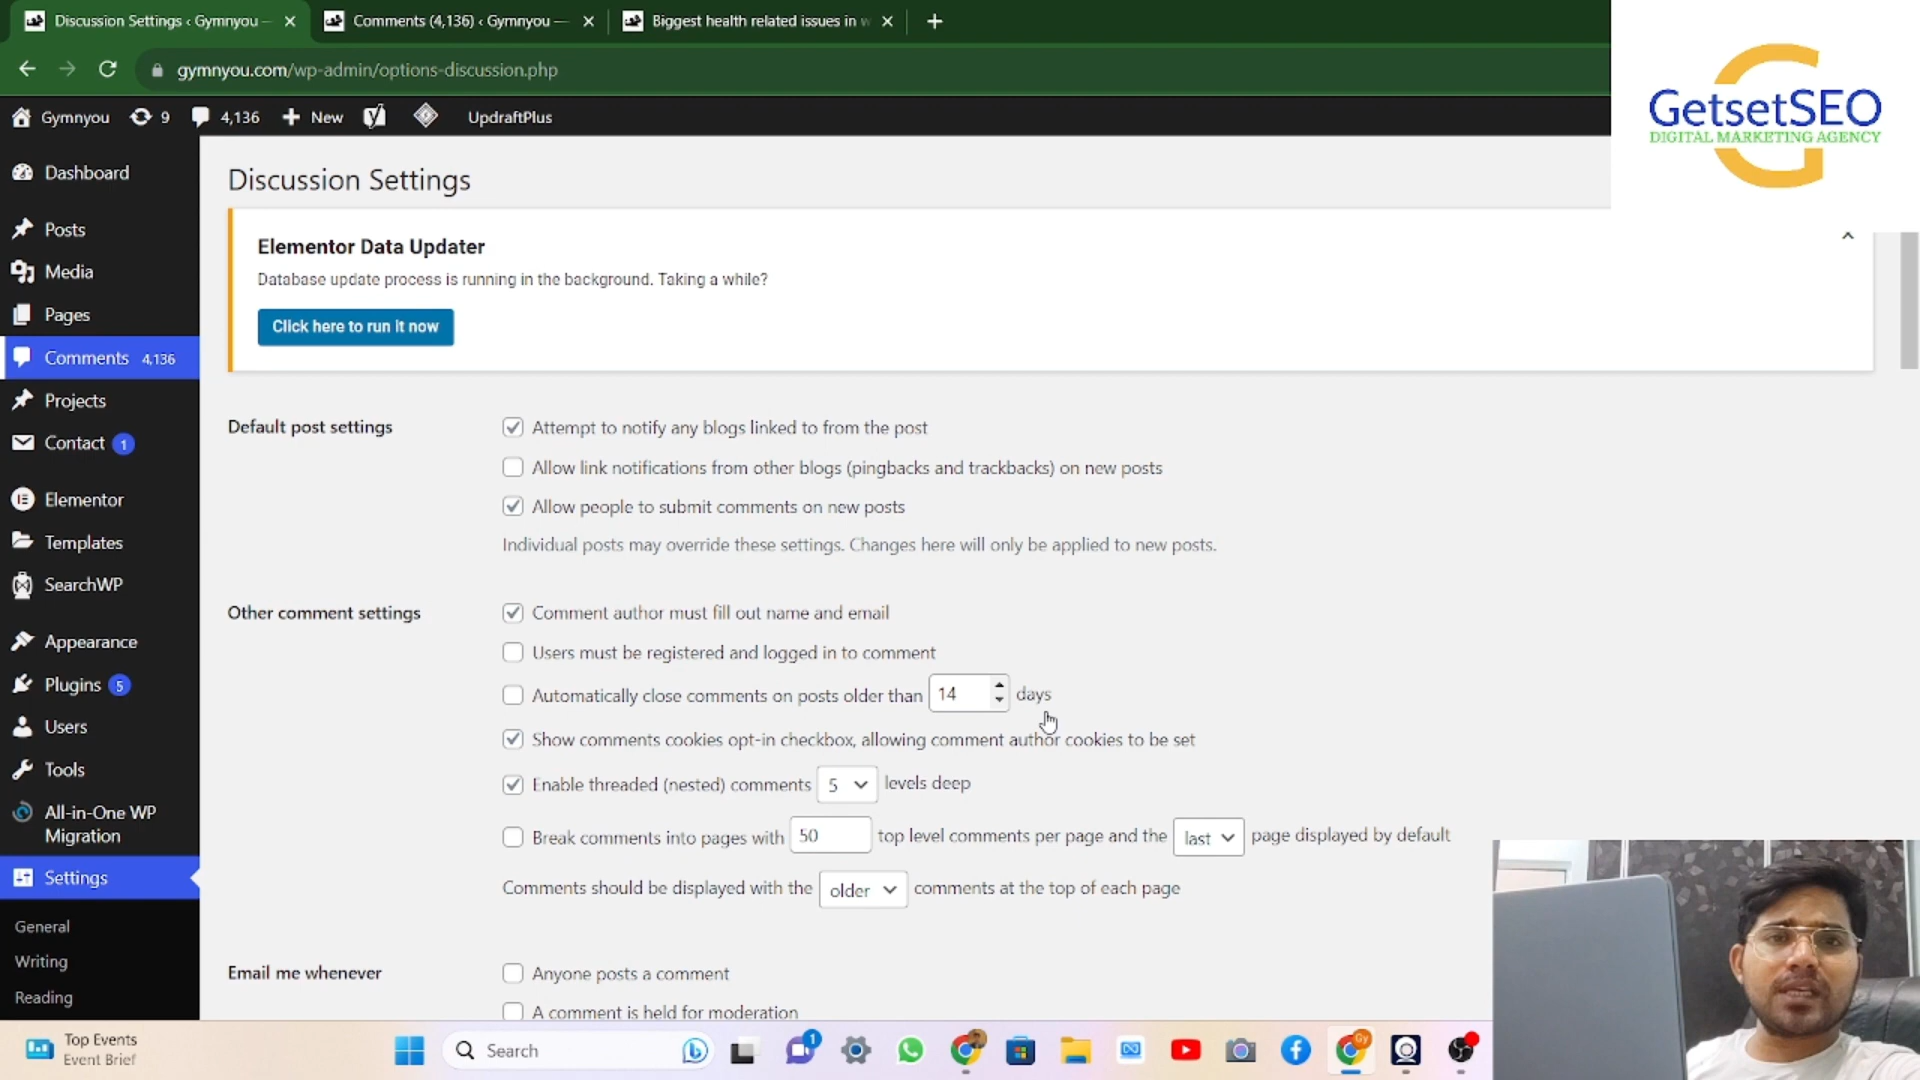 Discussion Settings ‹ Gymnyou —
Comments (4,136) ‹ Gymnyou —
Biggest health related issues in w
gymnyou.com/wp-admin/options-discussion.php
GetsetSEO
DIGITAL MARKETING AGENCY
Gymnyou
9
4,136
New
UpdraftPlus
Dashboard
Posts
Media
Pages
Comments 4,136
Projects
Contact 1
Elementor
Templates
SearchWP
Appearance
Plugins 5
Users
Tools
All-in-One WP
Migration
Settings
General
Writing
Reading
Discussion Settings
Elementor Data Updater
Database update process is running in the background. Taking a while?
Click here to run it now
Default post settings
Attempt to notify any blogs linked to from the post
Allow link notifications from other blogs (pingbacks and trackbacks) on new posts
Allow people to submit comments on new posts
Individual posts may override these settings. Changes here will only be applied to new posts.
Other comment settings
Comment author must fill out name and email
Users must be registered and logged in to comment
Automatically close comments on posts older than 14 days
Show comments cookies opt-in checkbox, allowing comment author cookies to be set
Enable threaded (nested) comments 5 levels deep
Break comments into pages with 50 top level comments per page and the last page displayed by default
Comments should be displayed with the older comments at the top of each page
Email me whenever
Anyone posts a comment
A comment is held for moderation
Top Events
Event Brief
Search
1
Gy